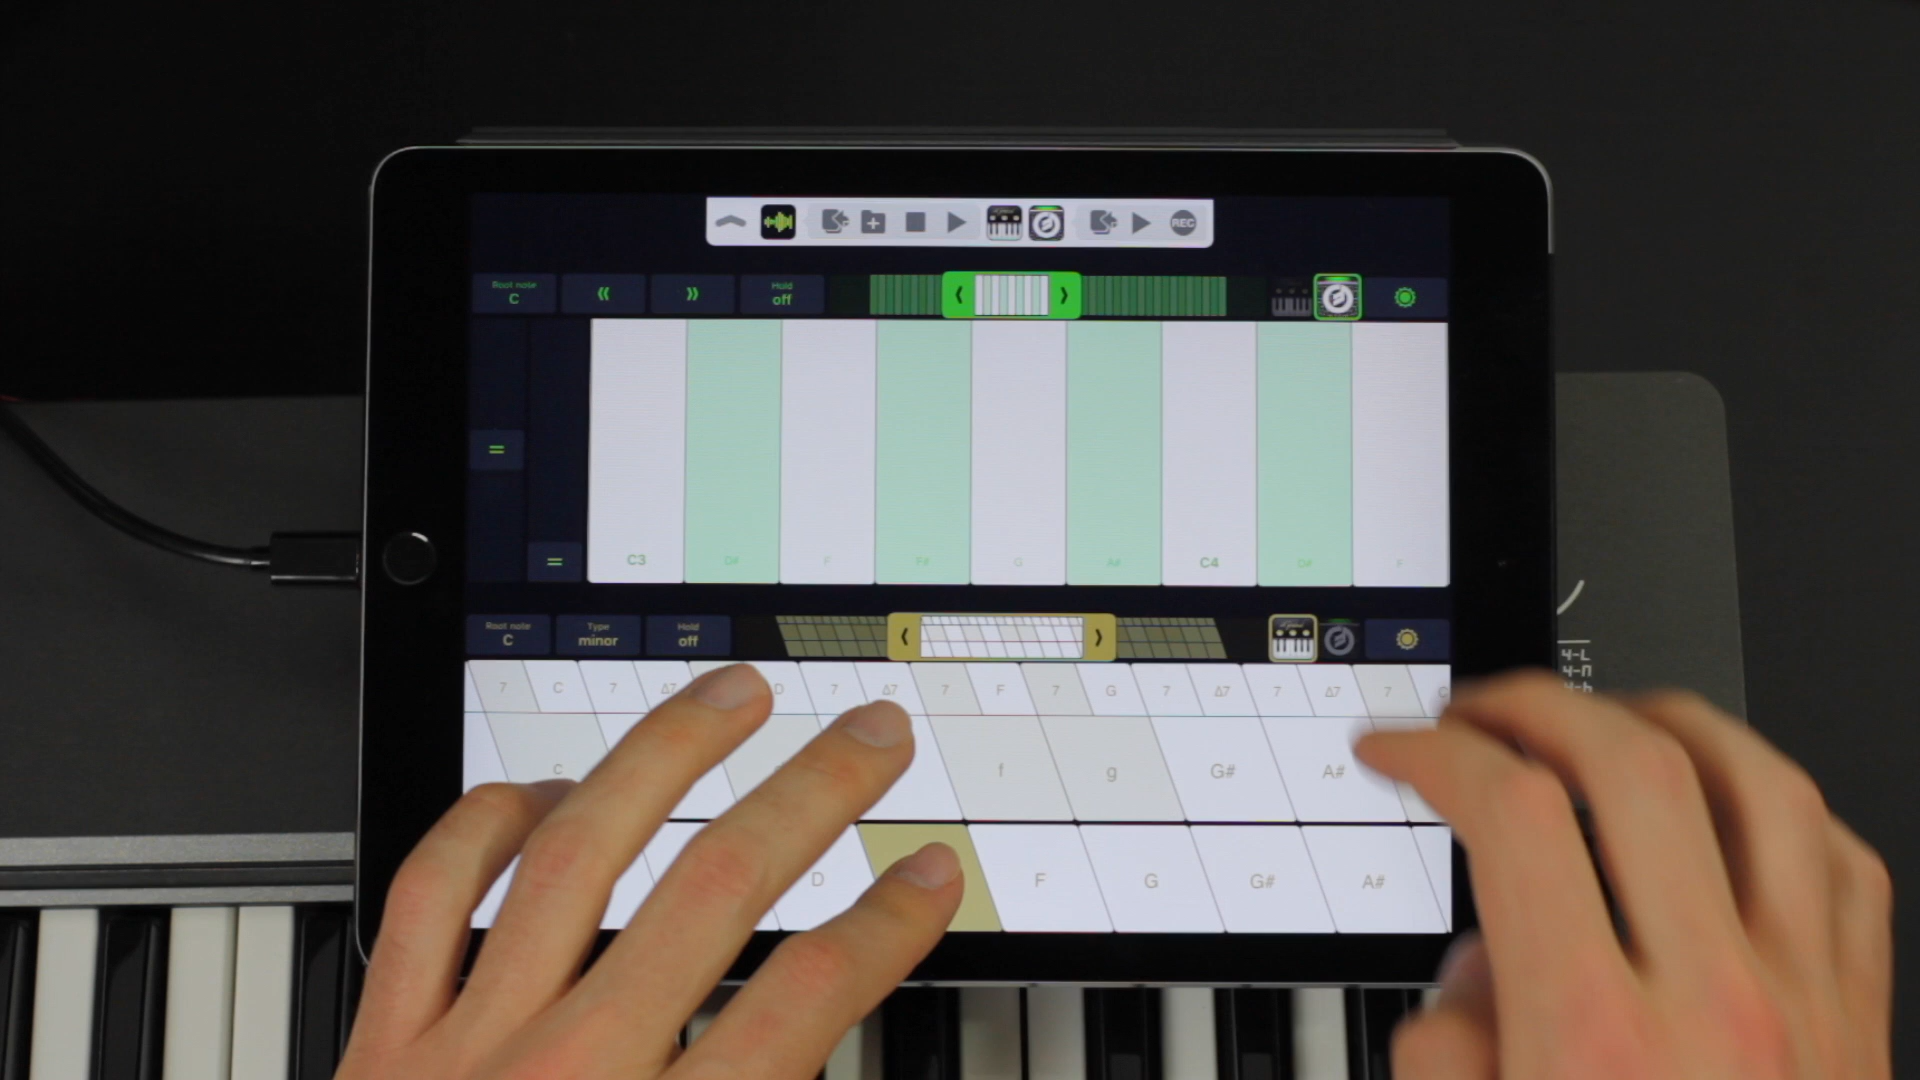 REC
Root note
C
Hold
off
C3 D# F F# G A# C4 D# F
Root note
C
Type
minor
Hold
off
7 C 7 Δ7 D 7 Δ7 7 F 7 G 7 Δ7 7 Δ7 7 C
C f g G# A#
D F G G# A#